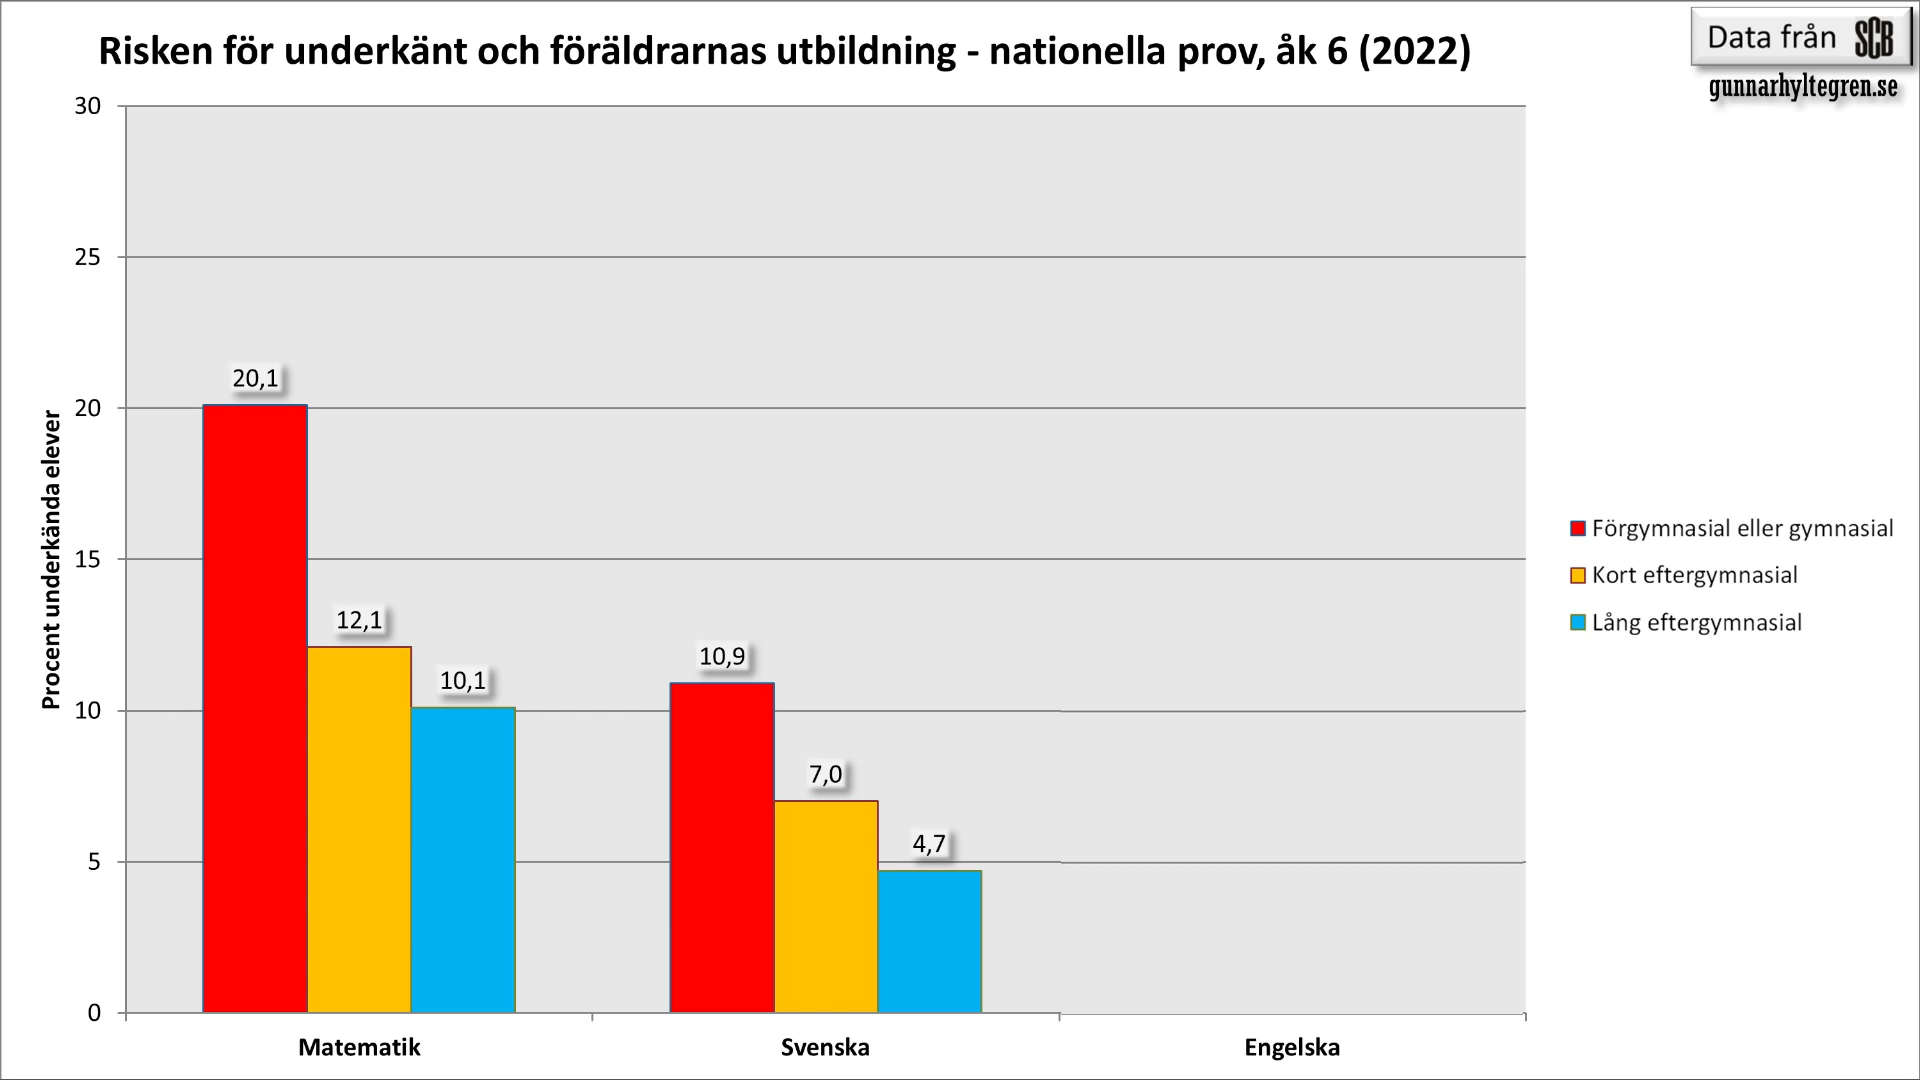 Risken för underkänt och föräldrarnas utbildning - nationella prov, åk 6 (2022)
Data från SCB
gunnarhyltegren.se
Procent underkända elever
30
25
20
15
10
5
0
20,1
12,1
10,1
10,9
7,0
4,7
Matematik
Svenska
Engelska
Förgymnasial eller gymnasial
Kort eftergymnasial
Lång eftergymnasial